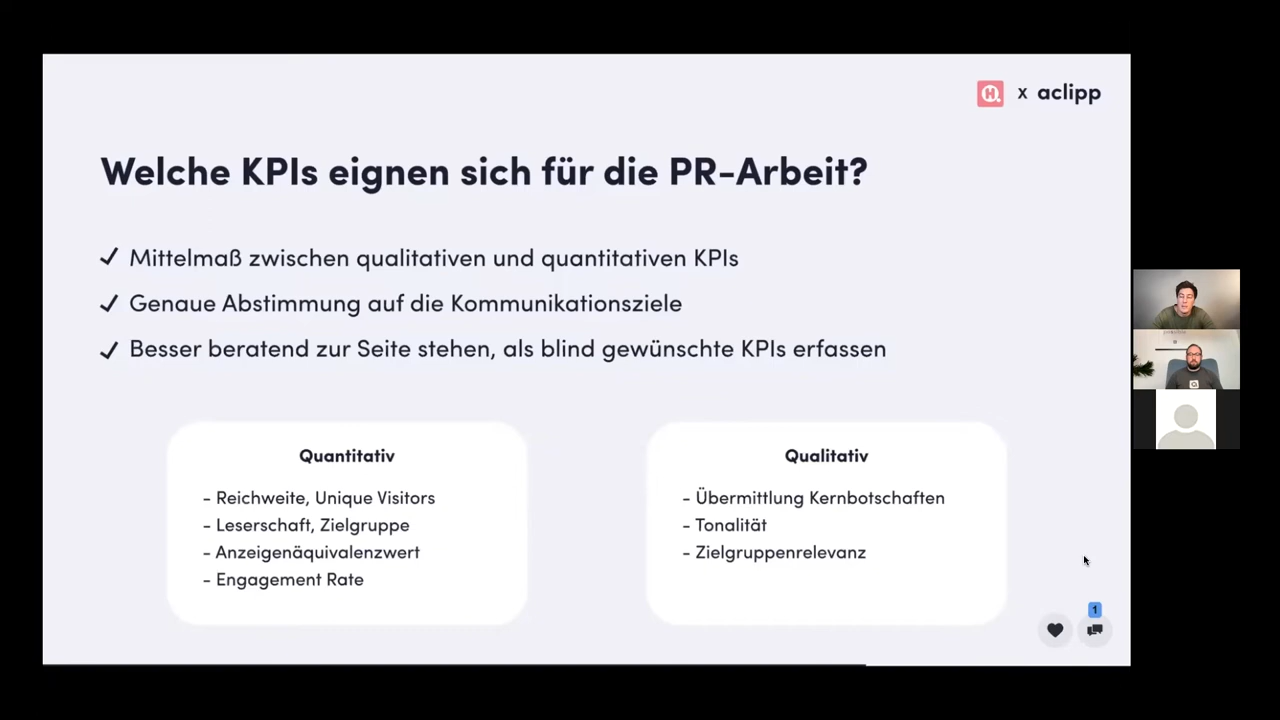 x aclipp
Welche KPIs eignen sich für die PR-Arbeit?
Mittelmaß zwischen qualitativen und quantitativen KPIs
Genaue Abstimmung auf die Kommunikationsziele
Besser beratend zur Seite stehen, als blind gewünschte KPIs erfassen
Quantitativ
- Reichweite, Unique Visitors
- Leserschaft, Zielgruppe
- Anzeigenäquivalenzwert
- Engagement Rate
Qualitativ
- Übermittlung Kernbotschaften
- Tonalität
- Zielgruppenrelevanz
1